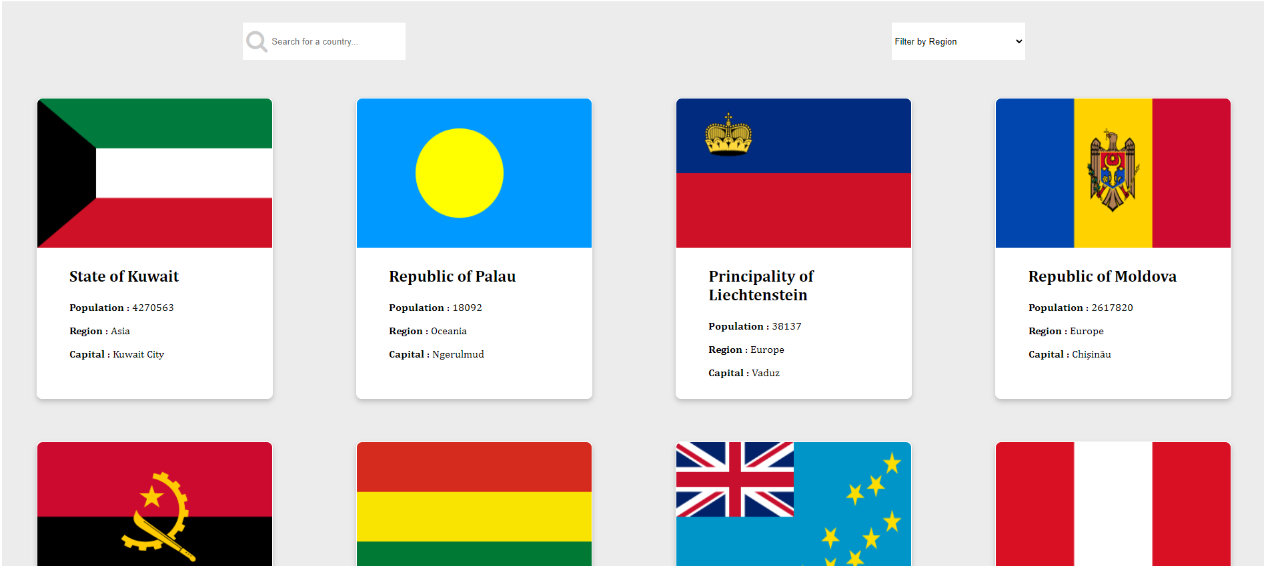 Search for a country...
Filter by Region
State of Kuwait
Population : 4270563
Region : Asia
Capital : Kuwait City
Republic of Palau
Population : 18092
Region : Oceania
Capital : Ngerulmud
Principality of
Liechtenstein
Population : 38137
Region : Europe
Capital : Vaduz
Republic of Moldova
Population : 2617820
Region : Europe
Capital : Chișinău